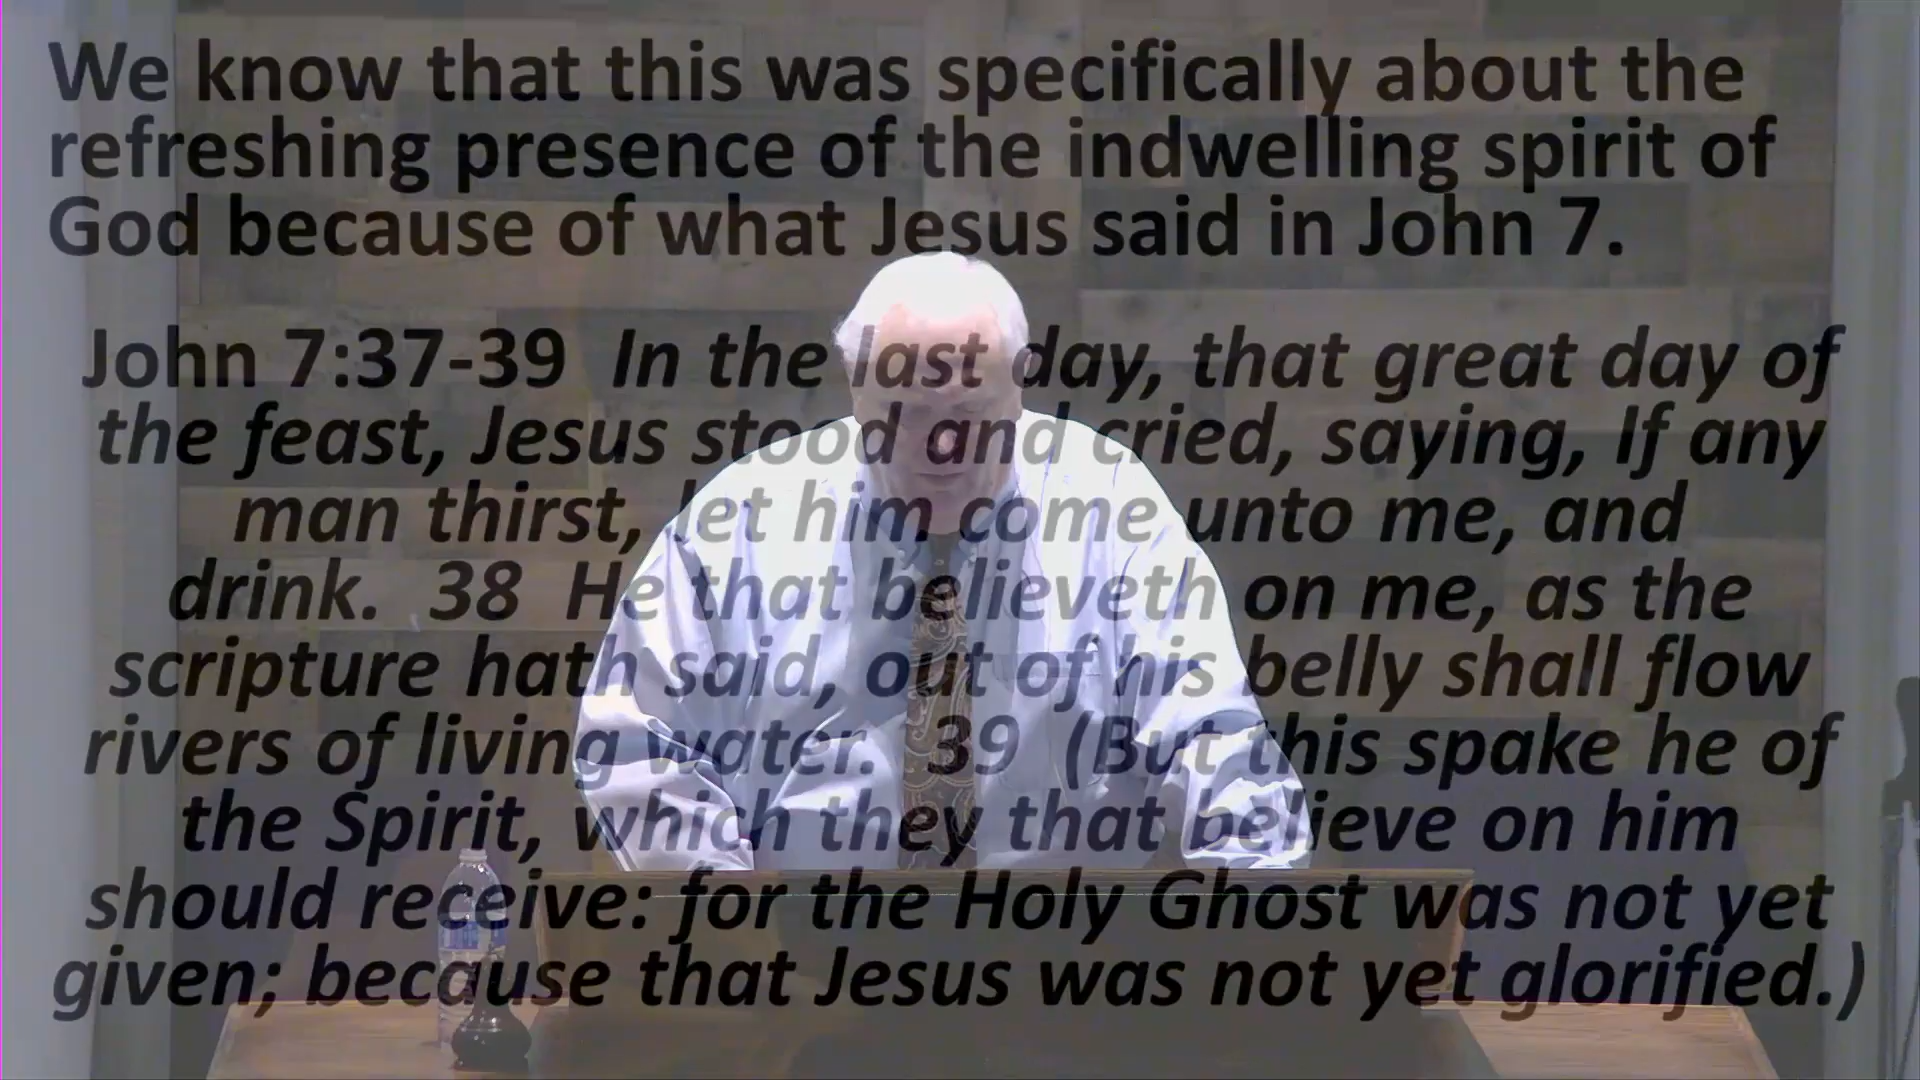 We know that this was specifically about the
refreshing presence of the indwelling spirit of
God because of what Jesus said in John 7.
John 7:37-39 In the last day, that great day of
the feast, Jesus stood and cried, saying, If any
man thirst, let him come unto me, and
drink. 38 He that believeth on me, as the
scripture hath said, out of his belly shall flow
rivers of living water. 39 (But this spake he of
the Spirit, which they that believe on him
should receive: for the Holy Ghost was not yet
given; because that Jesus was not yet glorified.)